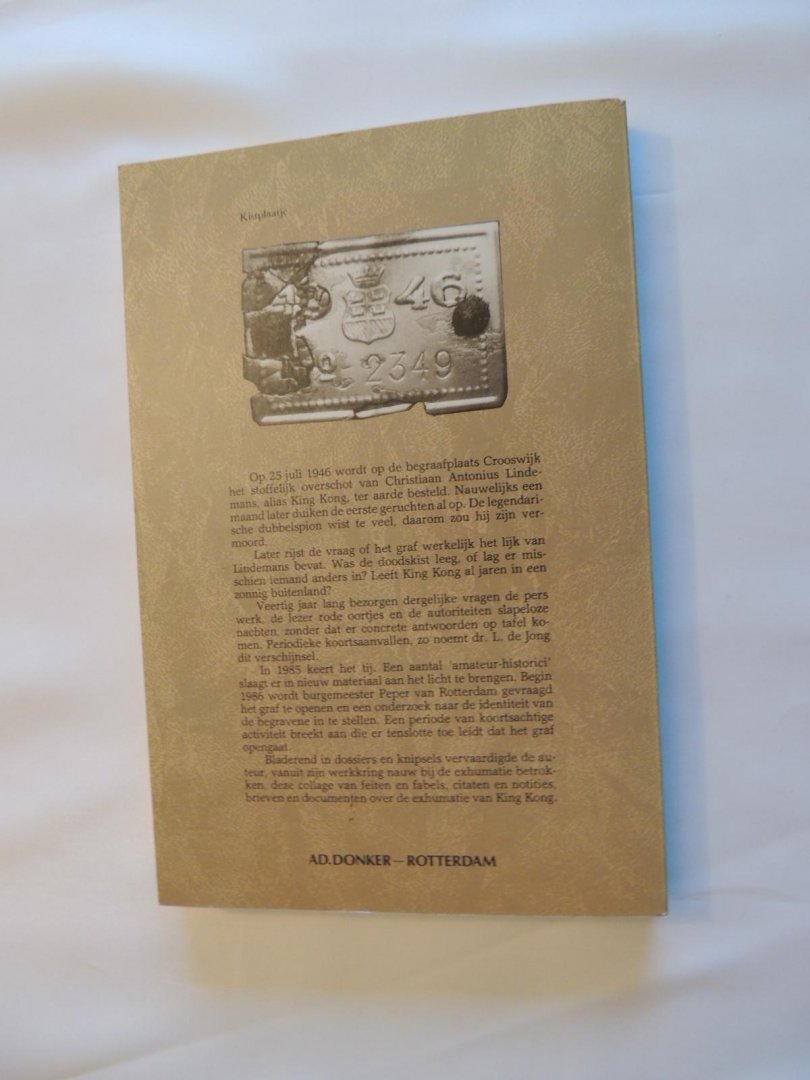 Kistplaatje
46
2349
Op 25 juli 1946 wordt op de begraafplaats Crooswijk
het stoffelijk overschot van Christiaan Antonius Linde-
mans, alias King Kong, ter aarde besteld. Nauwelijks een
maand later duiken de eerste geruchten al op. De legendari-
sche dubbelspion wist te veel, daarom zou hij zijn ver-
moord.
Later rijst de vraag of het graf werkelijk het lijk van
Lindemans bevat. Was de doodskist leeg, of lag er mis-
schien iemand anders in? Leeft King Kong al jaren in een
zonnig buitenland?
Veertig jaar lang bezorgen dergelijke vragen de pers
werk, de lezer rode oortjes en de autoriteiten slapeloze
nachten, zonder dat er concrete antwoorden op tafel ko-
men. Periodieke koortsaanvallen, zo noemt dr. L. de Jong
dit verschijnsel.
In 1985 keert het tij. Een aantal 'amateur-historici'
slaagt er in nieuw materiaal aan het licht te brengen. Begin
1986 wordt burgemeester Peper van Rotterdam gevraagd
het graf te openen en een onderzoek naar de identiteit van
de begravene in te stellen. Een periode van koortsachtige
activiteit breekt aan die er tenslotte toe leidt dat het graf
opengaat.
Bladerend in dossiers en knipsels vervaardigde de au-
teur, vanuit zijn werkkring nauw bij de exhumatie betrok-
ken, deze collage van feiten en fabels, citaten en notities,
brieven en documenten over de exhumatie van King Kong.
AD. DONKER — ROTTERDAM